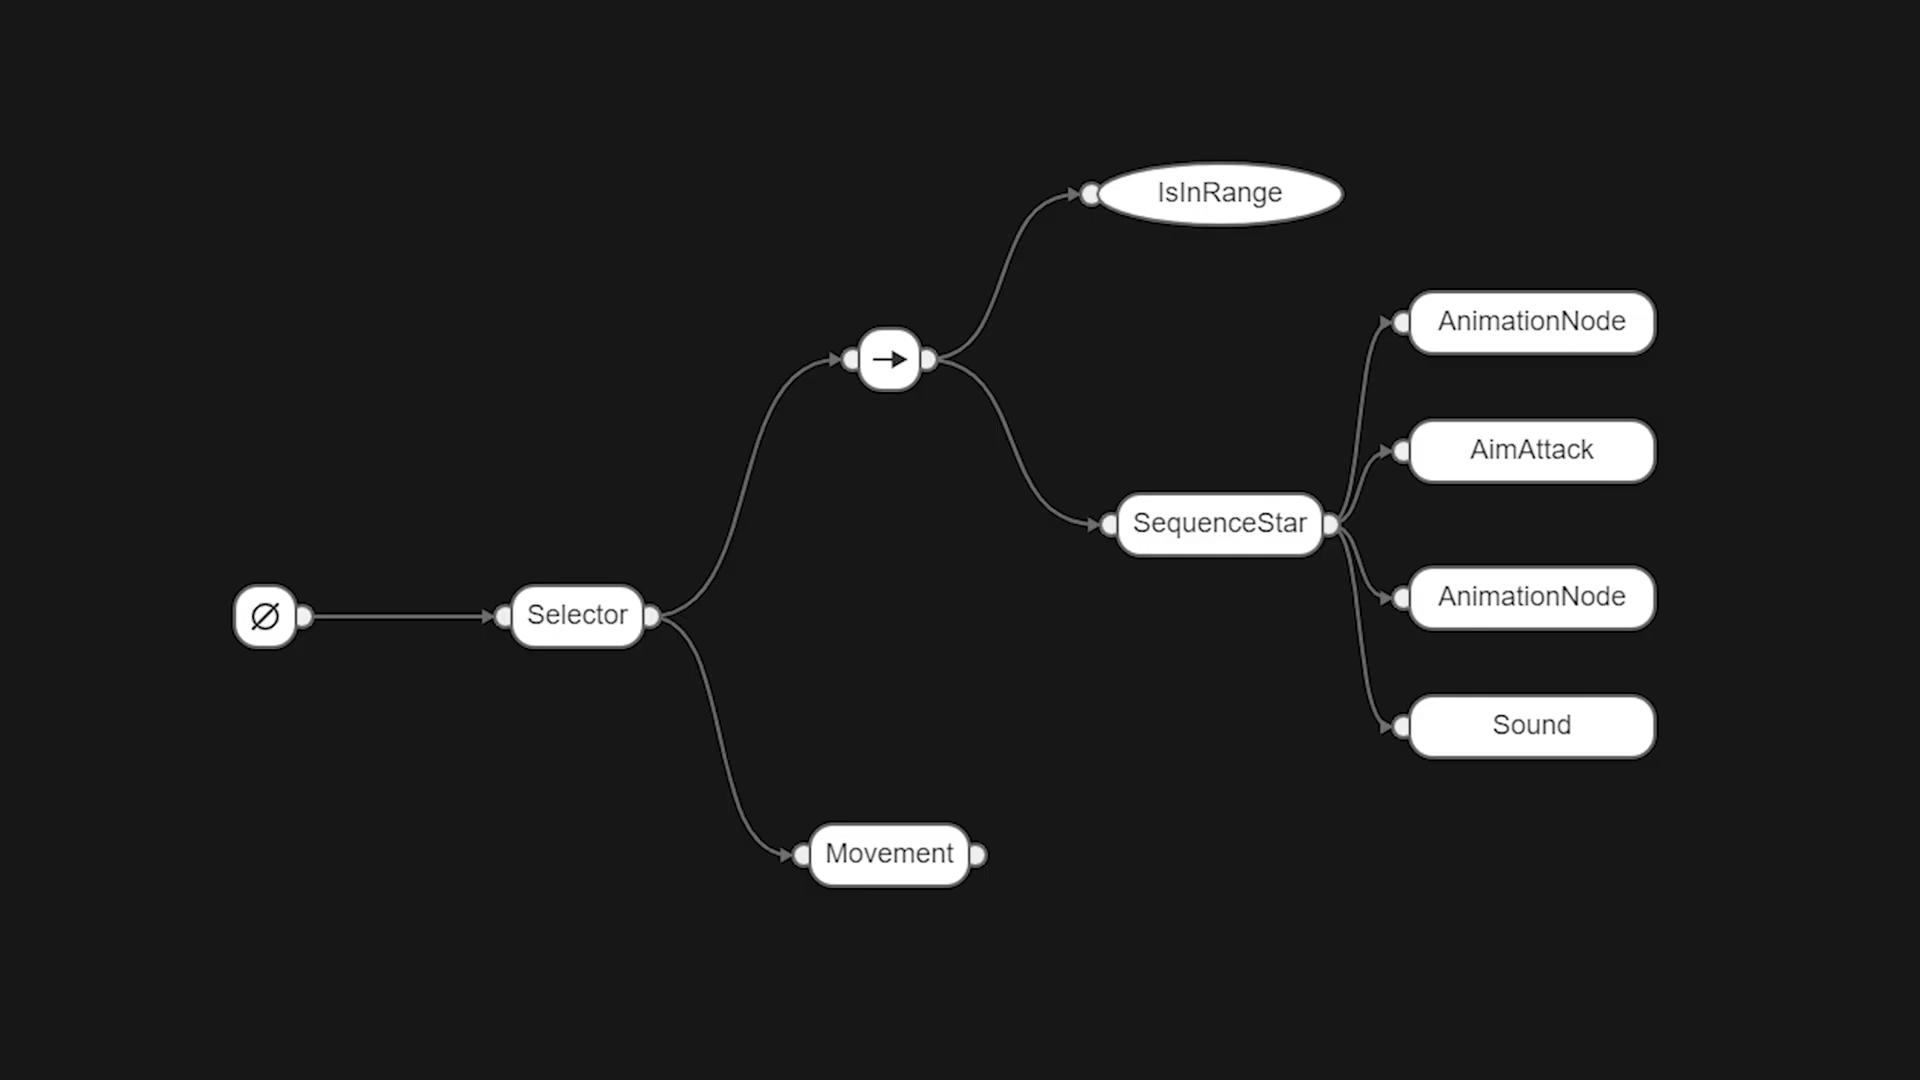 IsInRange
AnimationNode
→
AimAttack
SequenceStar
AnimationNode
∅
Selector
Sound
Movement